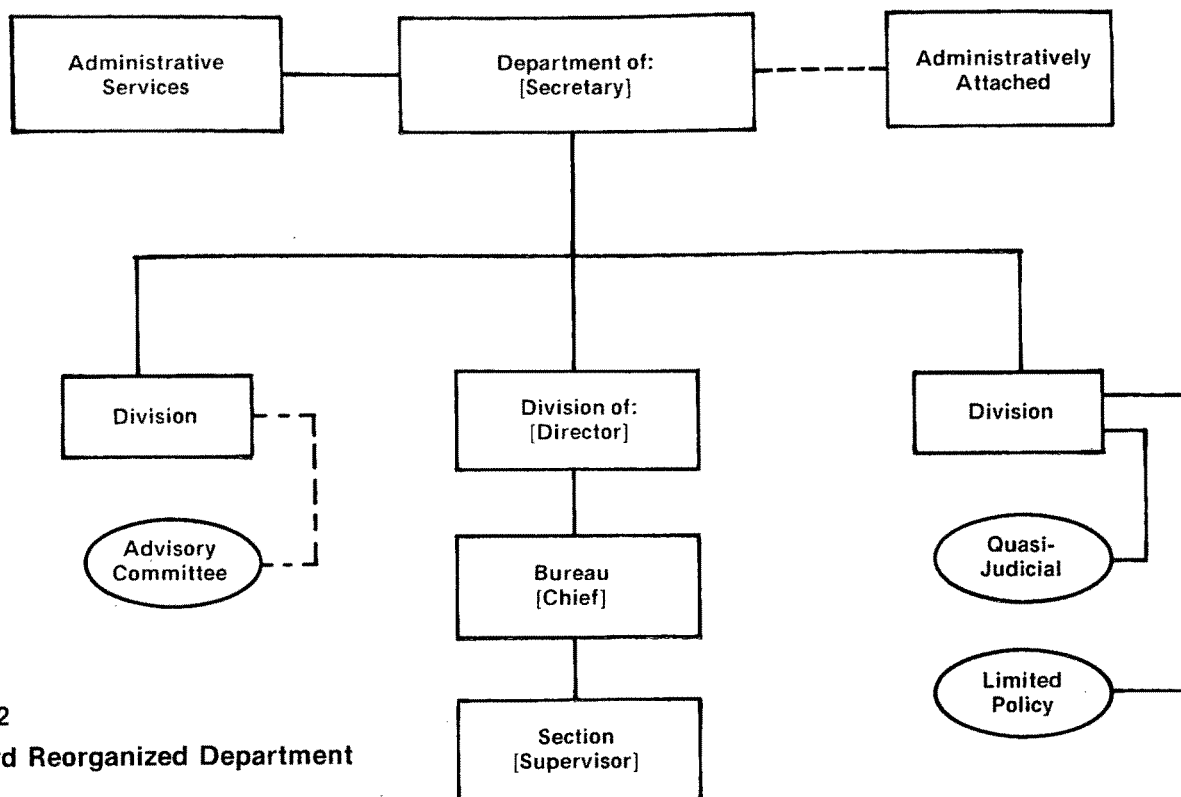 Administrative
Services
Department of:
[Secretary]
Administratively
Attached
Division
Division of:
[Director]
Division
Advisory
Committee
Bureau
[Chief]
Quasi-
Judicial
Limited
Policy
Section
[Supervisor]
2
Reorganized Department